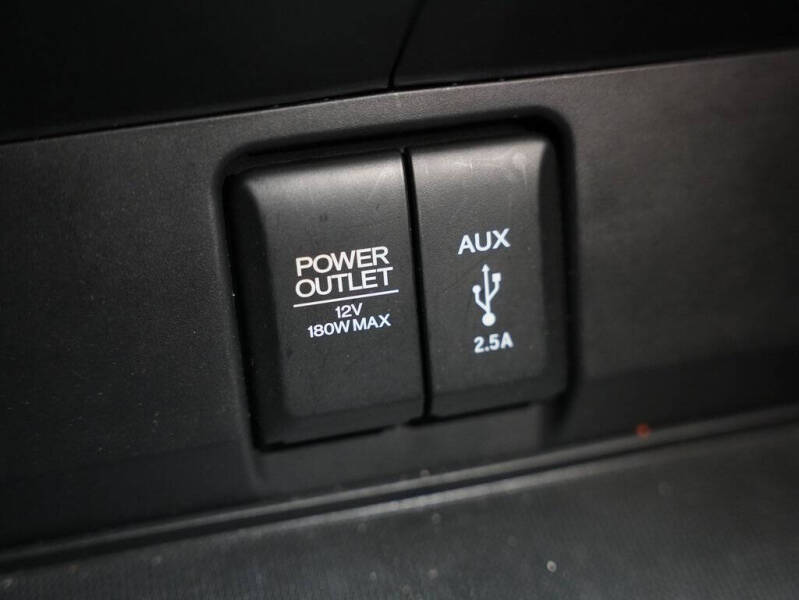 POWER
OUTLET
12V
180W MAX
AUX
2.5A